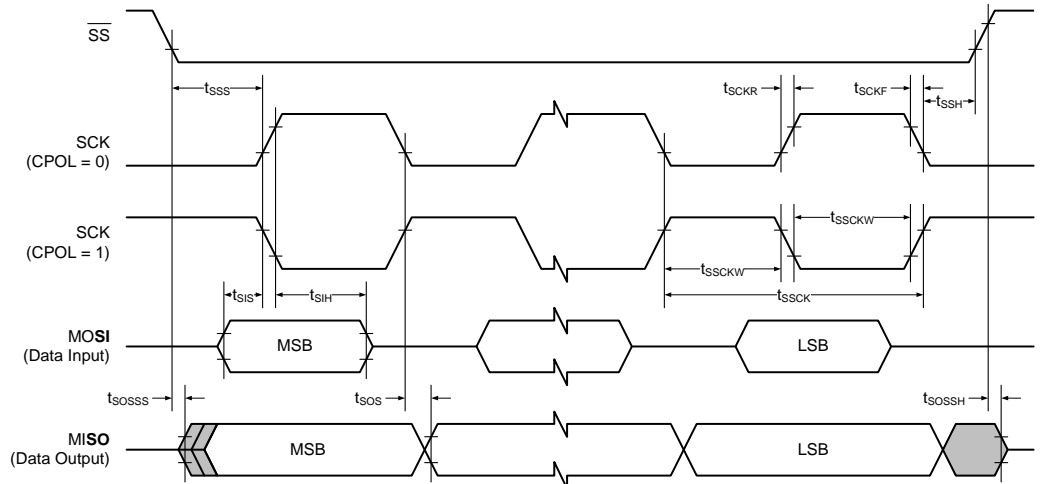 SS
tSSS
tSCKR
tSCKF
tSSH
SCK
(CPOL = 0)
SCK
(CPOL = 1)
tSSCKW
tSSCKW
tSSCK
tSIS
tSIH
MOSI
(Data Input)
MSB
LSB
tSOSSS
tSOS
tSOSSH
MISO
(Data Output)
MSB
LSB